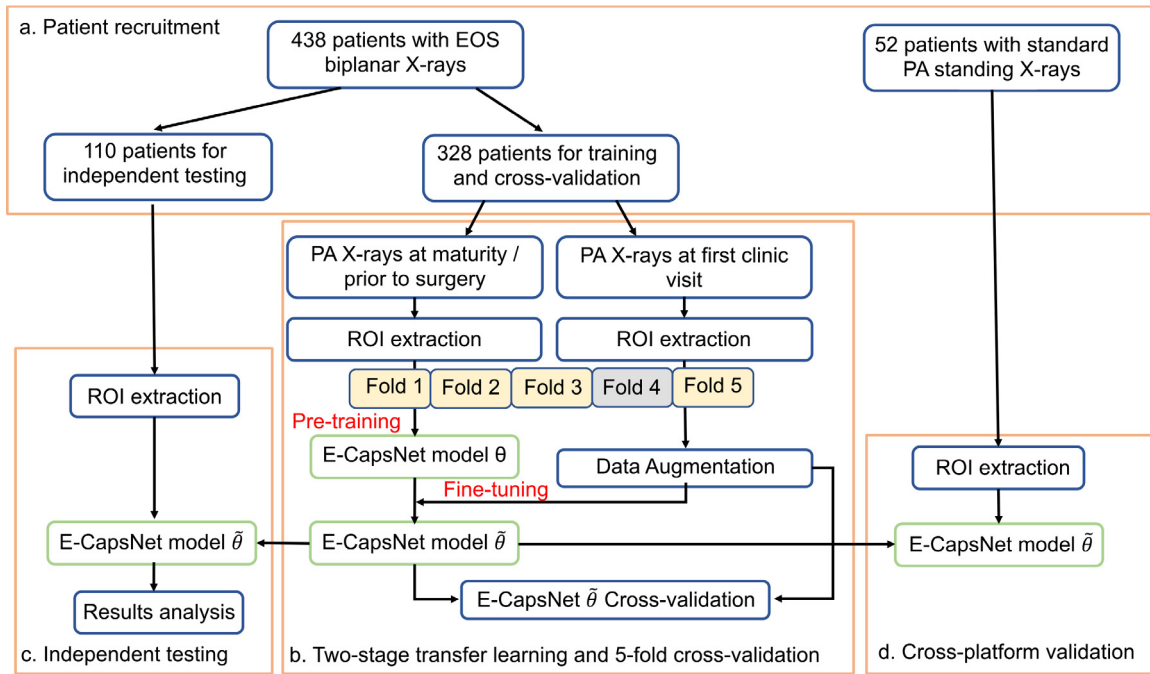 a. Patient recruitment
438 patients with EOS
biplanar X-rays
52 patients with standard
PA standing X-rays
110 patients for
independent testing
328 patients for training
and cross-validation
PA X-rays at maturity /
prior to surgery
PA X-rays at first clinic
visit
ROI extraction
ROI extraction
Fold 1
Fold 2
Fold 3
Fold 4
Fold 5
Pre-training
E-CapsNet model θ
Data Augmentation
Fine-tuning
E-CapsNet model θ̃
E-CapsNet θ̃ Cross-validation
b. Two-stage transfer learning and 5-fold cross-validation
ROI extraction
E-CapsNet model θ̃
Results analysis
c. Independent testing
ROI extraction
E-CapsNet model θ̃
d. Cross-platform validation